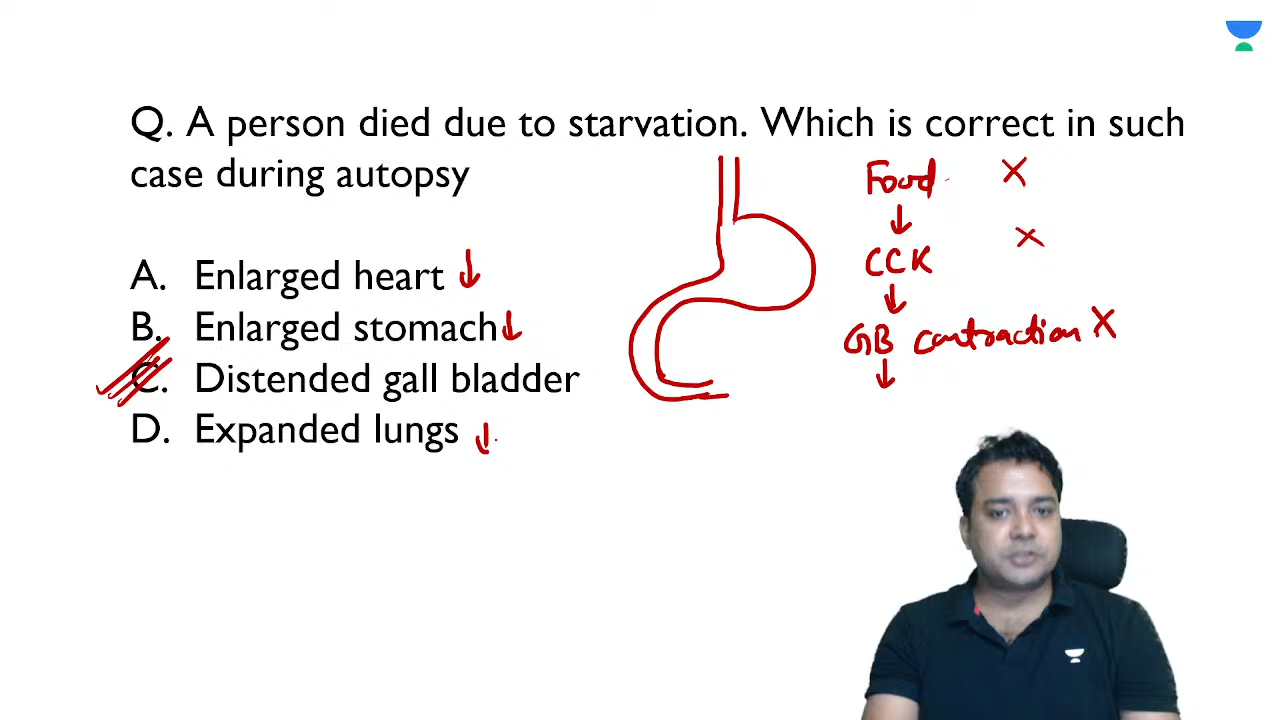 Q. A person died due to starvation. Which is correct in such
case during autopsy
A. Enlarged heart ↓
B. Enlarged stomach ↓
C. Distended gall bladder
D. Expanded lungs ↓
Food X
↓
CCK X
↓
GB contraction X
↓